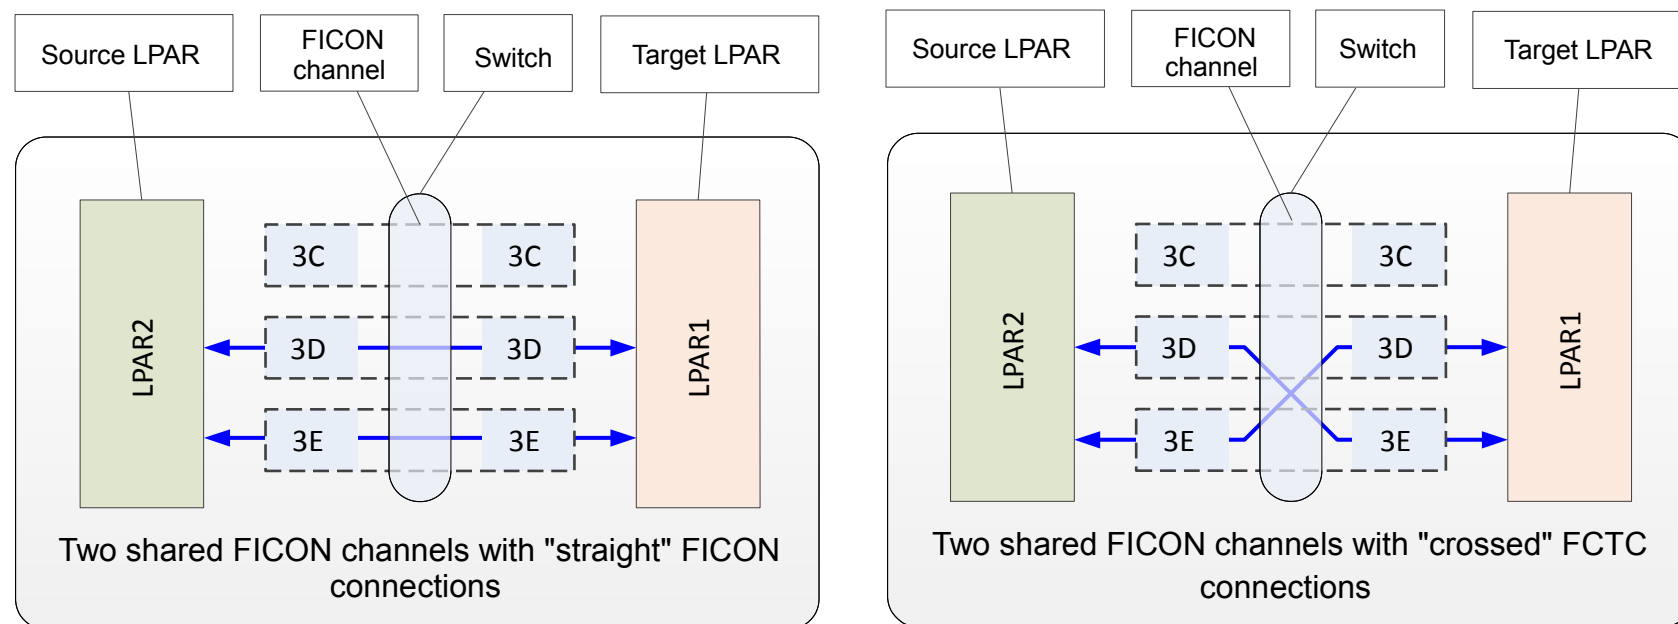 Source LPAR
FICON
channel
Switch
Target LPAR
LPAR2
3C
3C
3D
3D
3E
3E
LPAR1
Two shared FICON channels with "straight" FICON
connections
Source LPAR
FICON
channel
Switch
Target LPAR
LPAR2
3C
3C
3D
3D
3E
3E
LPAR1
Two shared FICON channels with "crossed" FCTC
connections